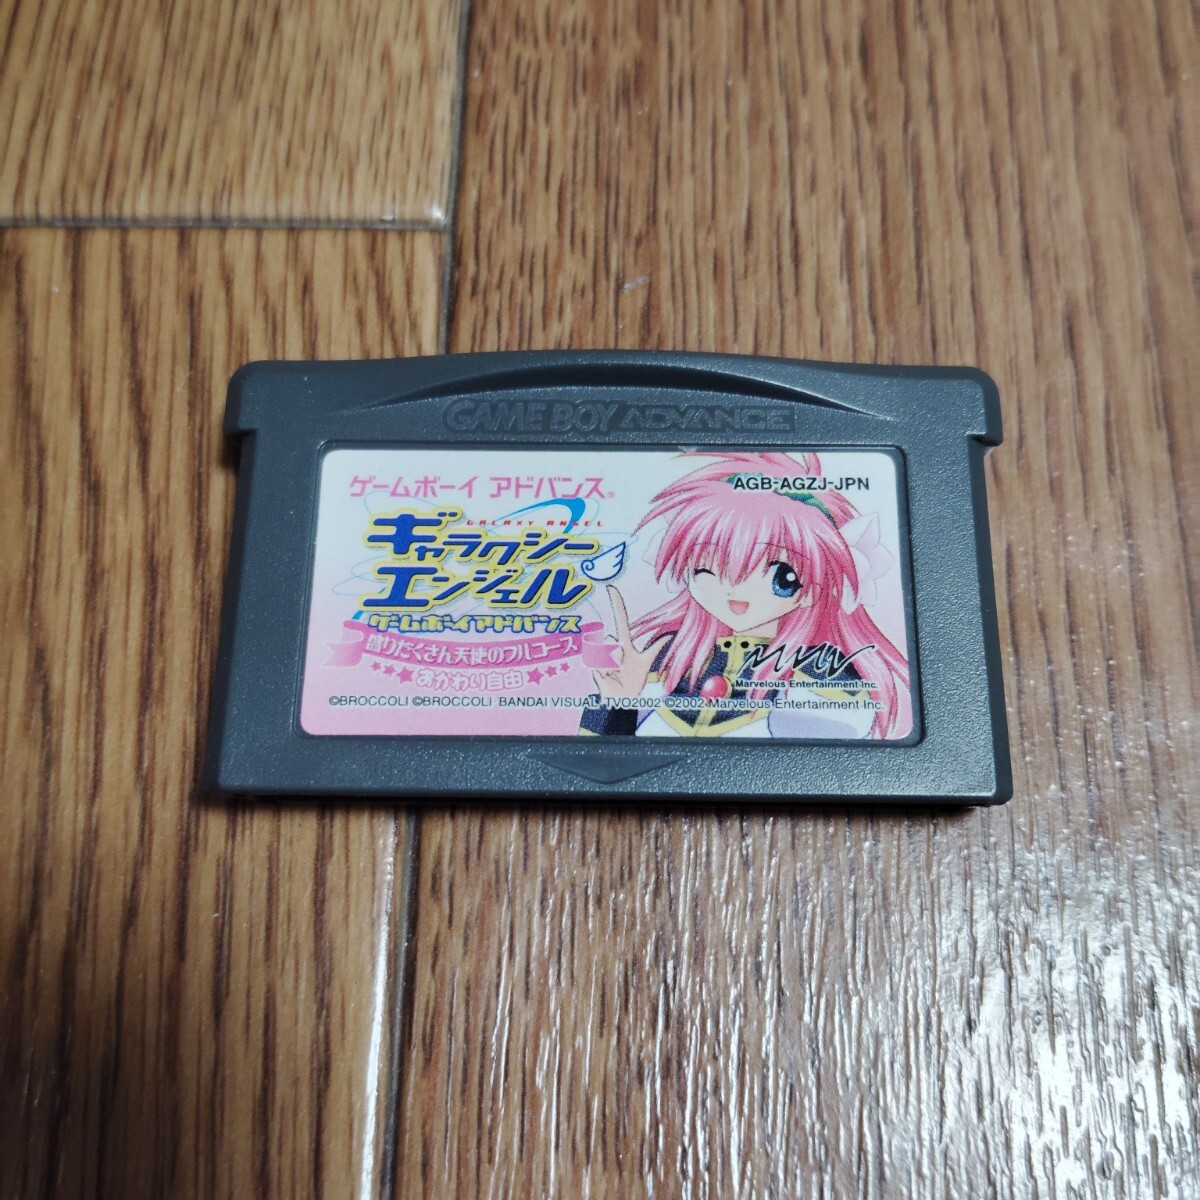 GAME BOY ADVANCE
ゲームボーイ アドバンス®
AGB-AGZJ-JPN
GALAXY ANGEL
ギャラクシー
エンジェル
ゲームボーイアドバンス
盛りだくさん天使のフルコース
おかわり自由
Marvelous Entertainment Inc.
©BROCCOLI ©BROCCOLI BANDAI VISUAL TVO2002 ©2002 Marvelous Entertainment Inc.